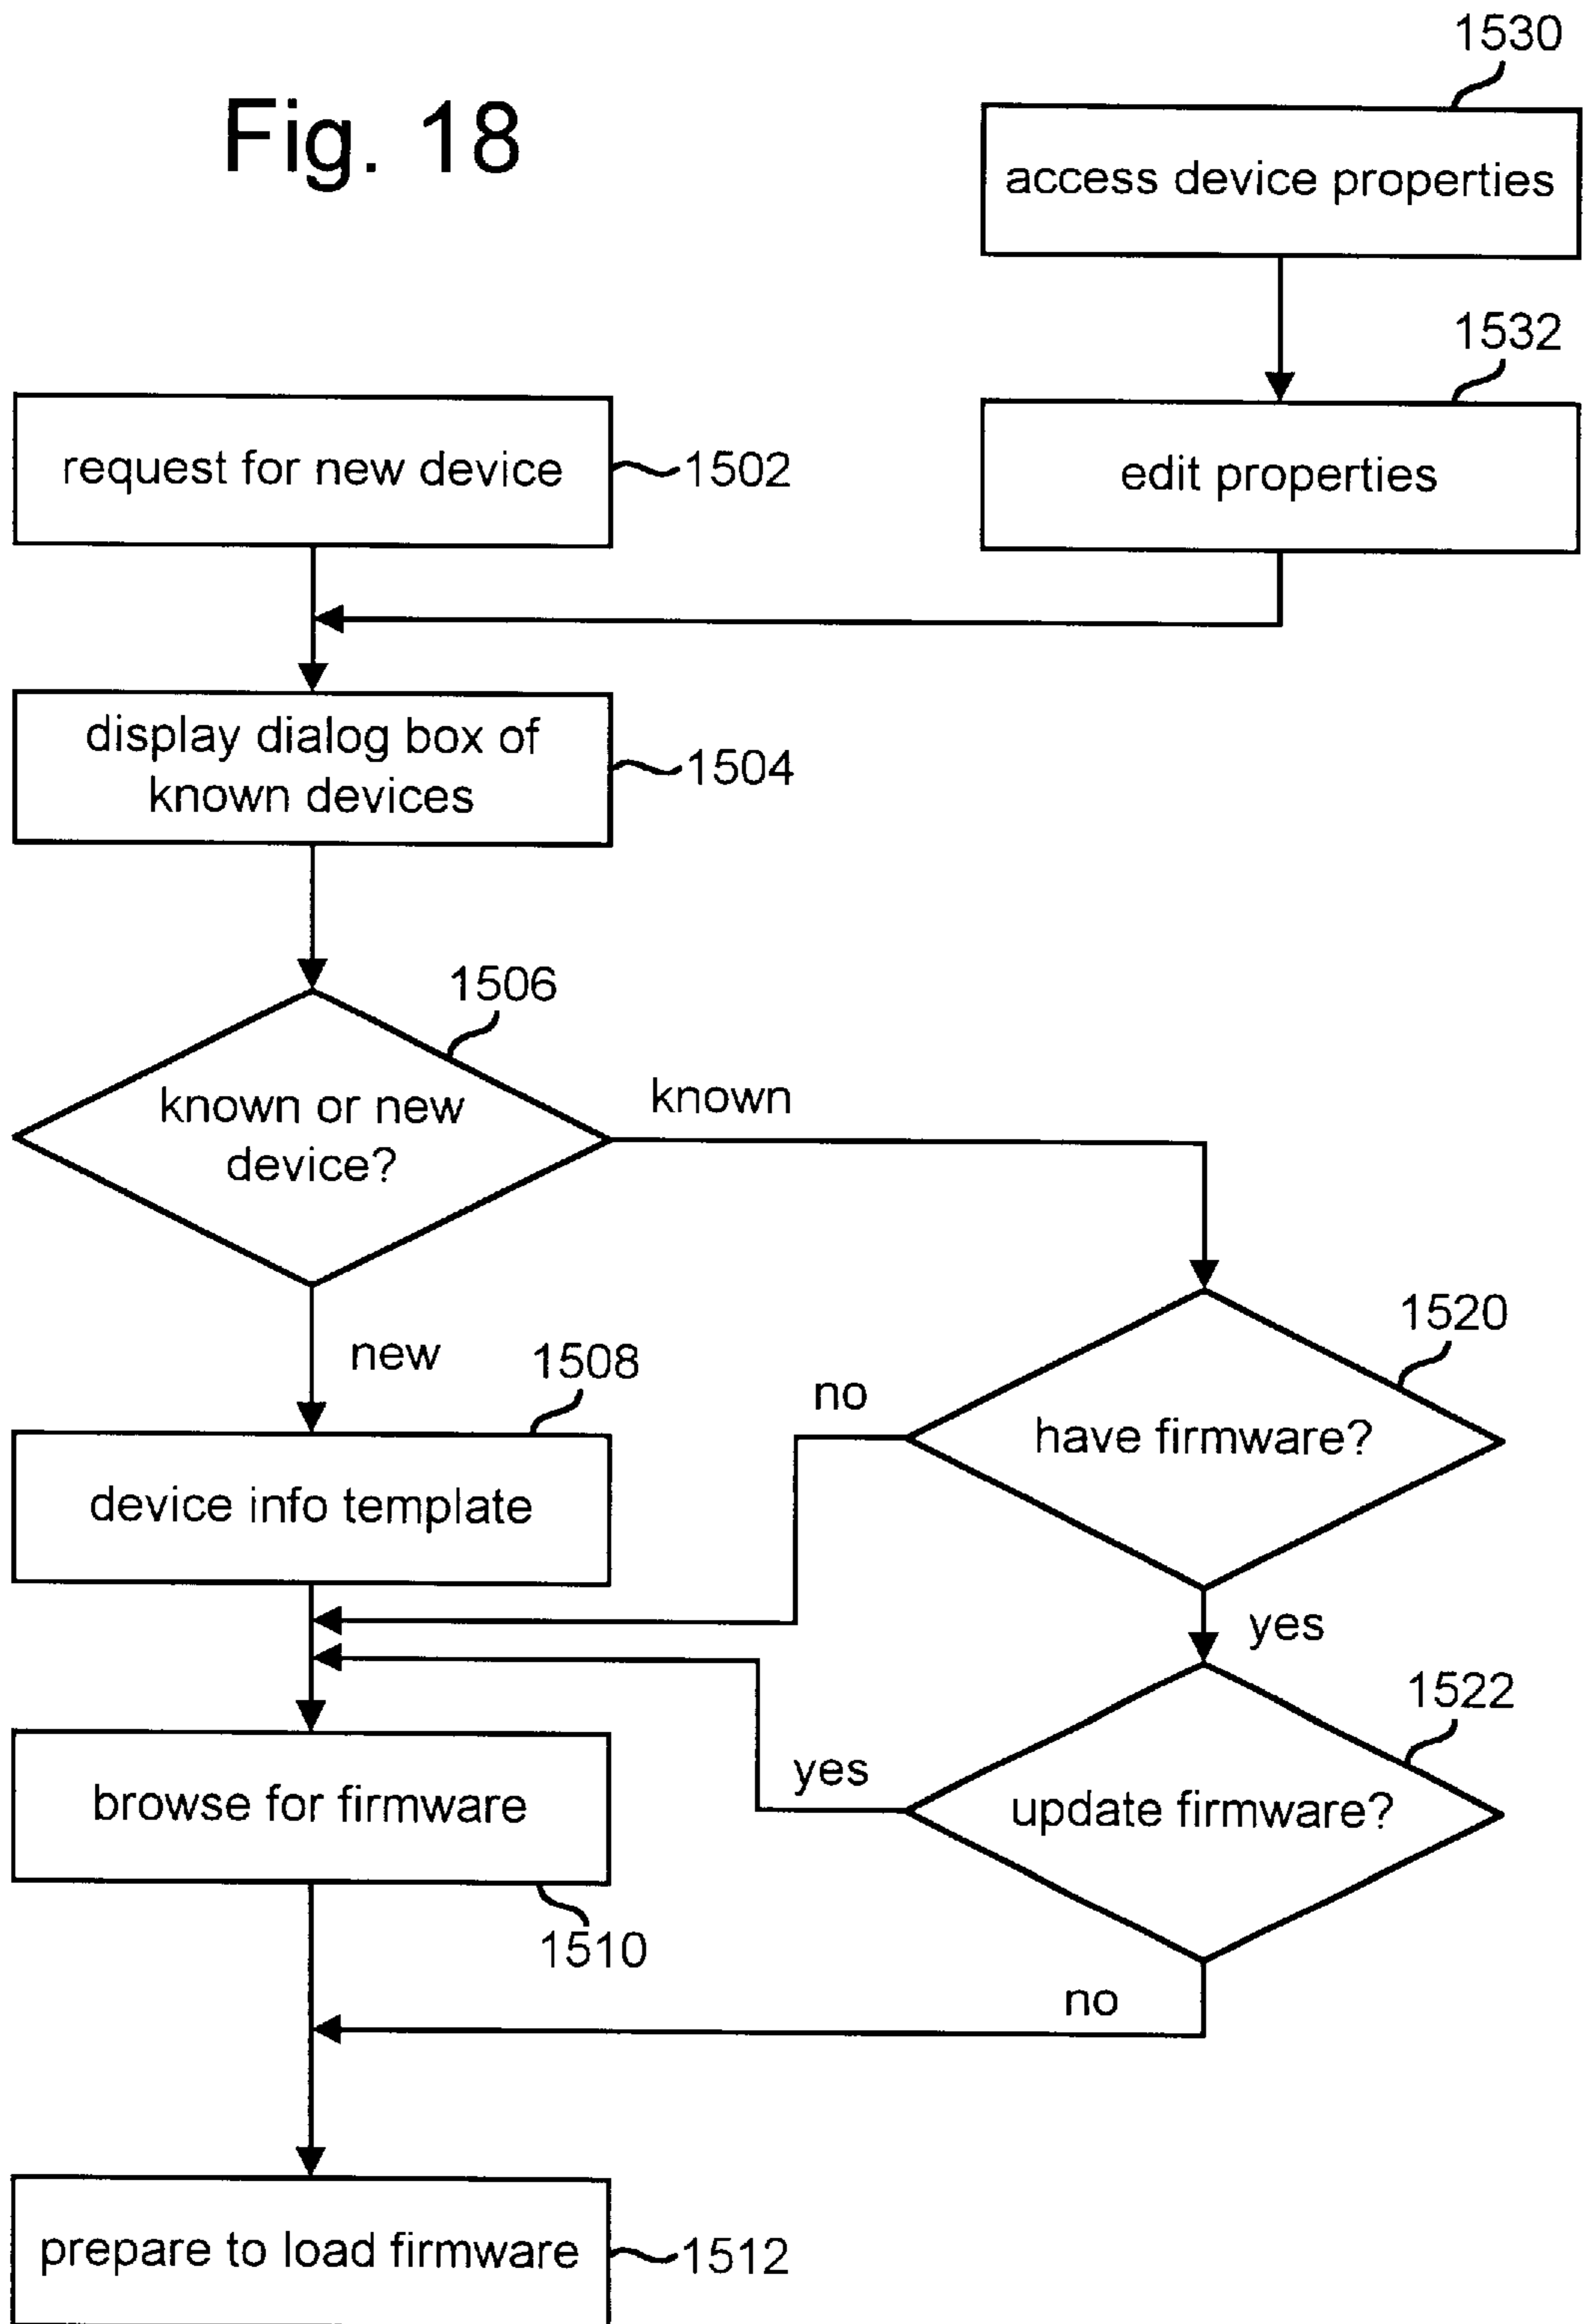 Fig. 18
1530
access device properties
1532
edit properties
request for new device
1502
display dialog box of
known devices
1504
1506
known or new
device?
known
new
1508
device info template
1520
have firmware?
no
yes
1522
update firmware?
yes
no
browse for firmware
1510
prepare to load firmware
1512